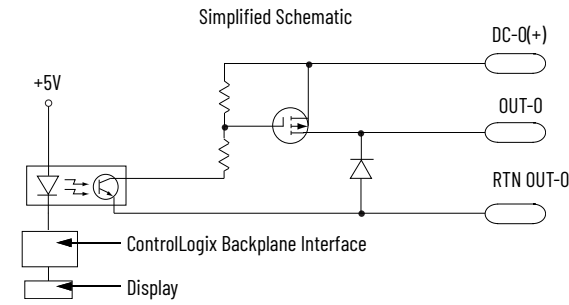 Simplified Schematic
DC-0(+)
+5V
OUT-0
RTN OUT-0
ControlLogix Backplane Interface
Display